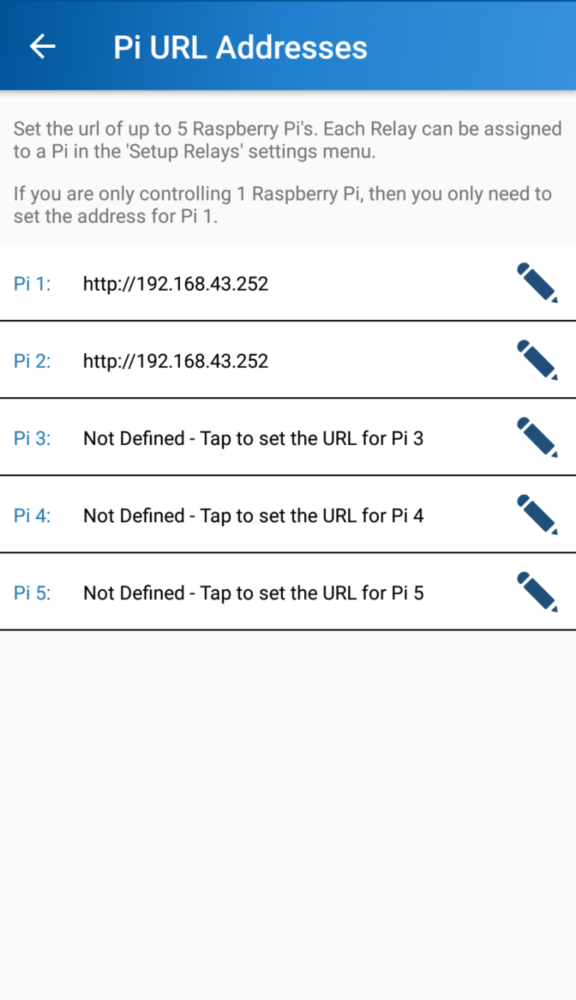 Pi URL Addresses
Set the url of up to 5 Raspberry Pi's. Each Relay can be assigned
to a Pi in the 'Setup Relays' settings menu.
If you are only controlling 1 Raspberry Pi, then you only need to
set the address for Pi 1.
Pi 1: http://192.168.43.252
Pi 2: http://192.168.43.252
Pi 3: Not Defined - Tap to set the URL for Pi 3
Pi 4: Not Defined - Tap to set the URL for Pi 4
Pi 5: Not Defined - Tap to set the URL for Pi 5